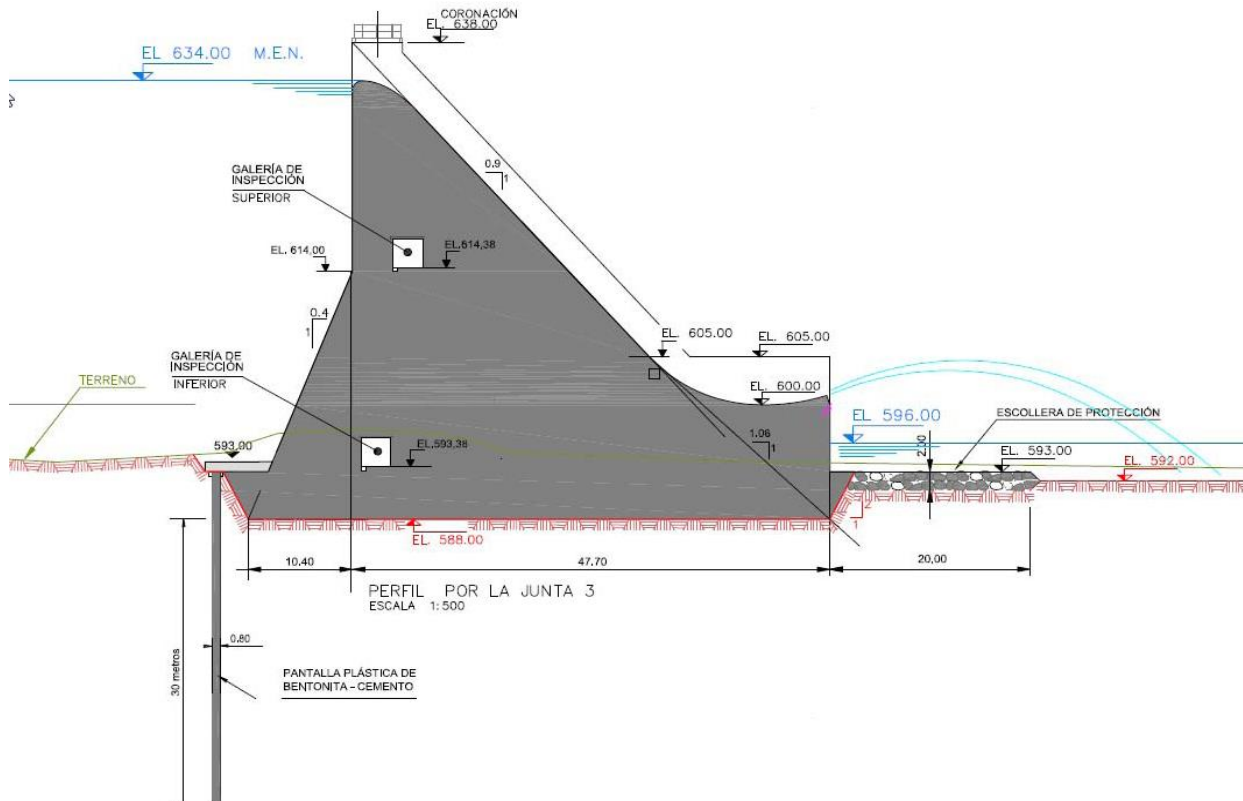 CORONACIÓN
EL. 638.00
EL 634.00 M.E.N.
0.9
1
GALERÍA DE
INSPECCIÓN
SUPERIOR
EL.614,38
EL. 614,00
0.4
1
GALERÍA DE
INSPECCIÓN
INFERIOR
EL. 605.00
EL. 605.00
TERRENO
EL. 600.00
EL 596.00
ESCOLLERA DE PROTECCIÓN
593.00
EL,593,38
1.06
1
2,00
EL. 593.00
EL. 592.00
2
1
EL. 588.00
10.40
47.70
20,00
PERFIL POR LA JUNTA 3
ESCALA 1:500
0.80
30 metros
PANTALLA PLÁSTICA DE
BENTONITA - CEMENTO